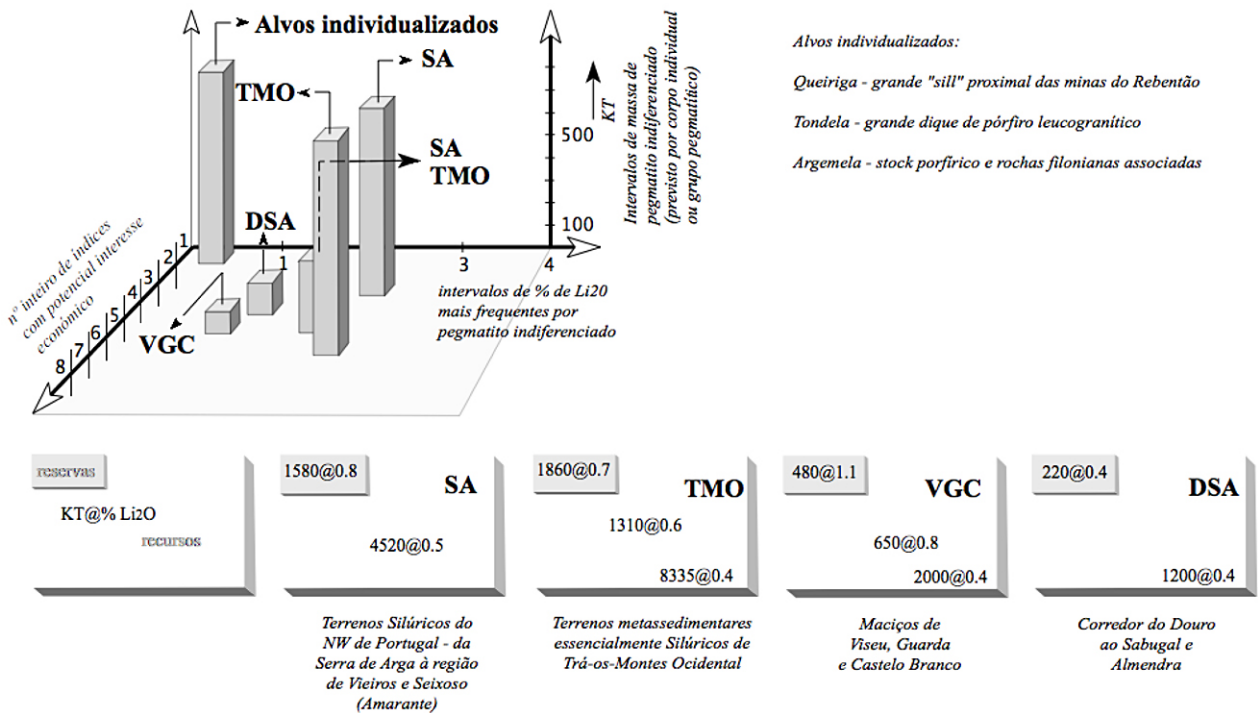 Alvos individualizados
SA
TMO
SA
TMO
DSA
VGC
KT
500
100
Intervalos de massa de
pegmatito indiferenciado
(previsto por corpo individual
ou grupo pegmatítico)
1
3
4
intervalos de % de Li20
mais frequentes por
pegmatito indiferenciado
1
2
3
4
5
6
7
8
nº inteiro de índices
com potencial interesse
económico
Alvos individualizados:
Queiriga - grande "sill" proximal das minas do Rebentão
Tondela - grande dique de pórfiro leucogranítico
Argemela - stock porfírico e rochas filonianas associadas
reservas
KT@% Li2O
recursos
1580@0.8
SA
4520@0.5
Terrenos Silúricos do
NW de Portugal - da
Serra de Arga à região
de Vieiros e Seixoso
(Amarante)
1860@0.7
TMO
1310@0.6
8335@0.4
Terrenos metassedimentares
essencialmente Silúricos de
Trá-os-Montes Ocidental
480@1.1
VGC
650@0.8
2000@0.4
Maciços de
Viseu, Guarda
e Castelo Branco
220@0.4
DSA
1200@0.4
Corredor do Douro
ao Sabugal e
Almendra